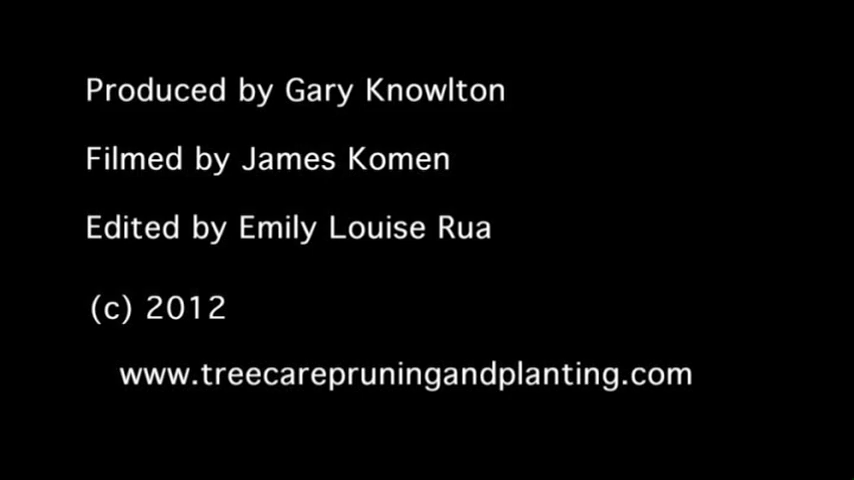 Produced by Gary Knowlton
Filmed by James Komen
Edited by Emily Louise Rua
(c) 2012
www.treecarepruningandplanting.com